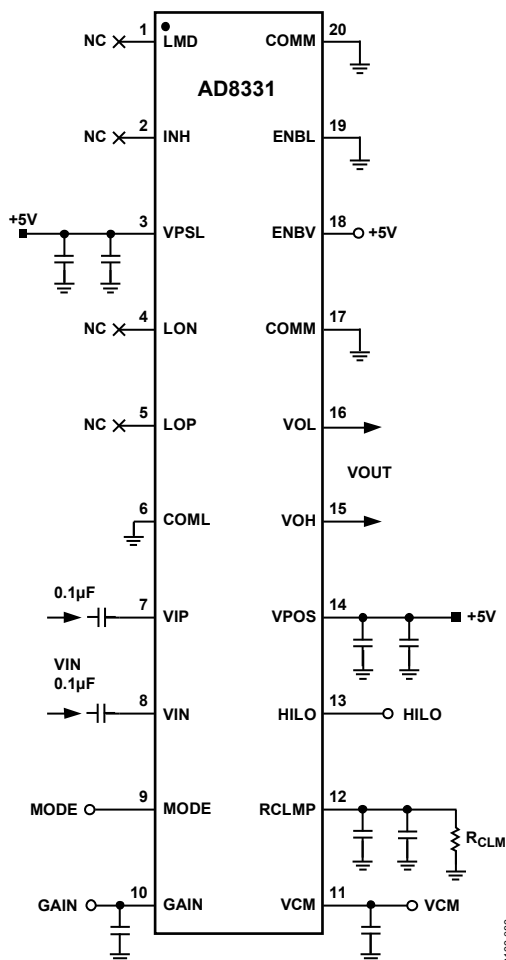 AD8331
NC 1 LMD
COMM 20
NC 2 INH
ENBL 19
+5V 3 VPSL
ENBV 18 +5V
NC 4 LON
COMM 17
NC 5 LOP
VOL 16
VOUT
6 COML
VOH 15
0.1µF 7 VIP
VPOS 14 +5V
VIN
0.1µF 8 VIN
HILO 13 HILO
MODE 9 MODE
RCLMP 12 RCLM
GAIN 10 GAIN
VCM 11 VCM